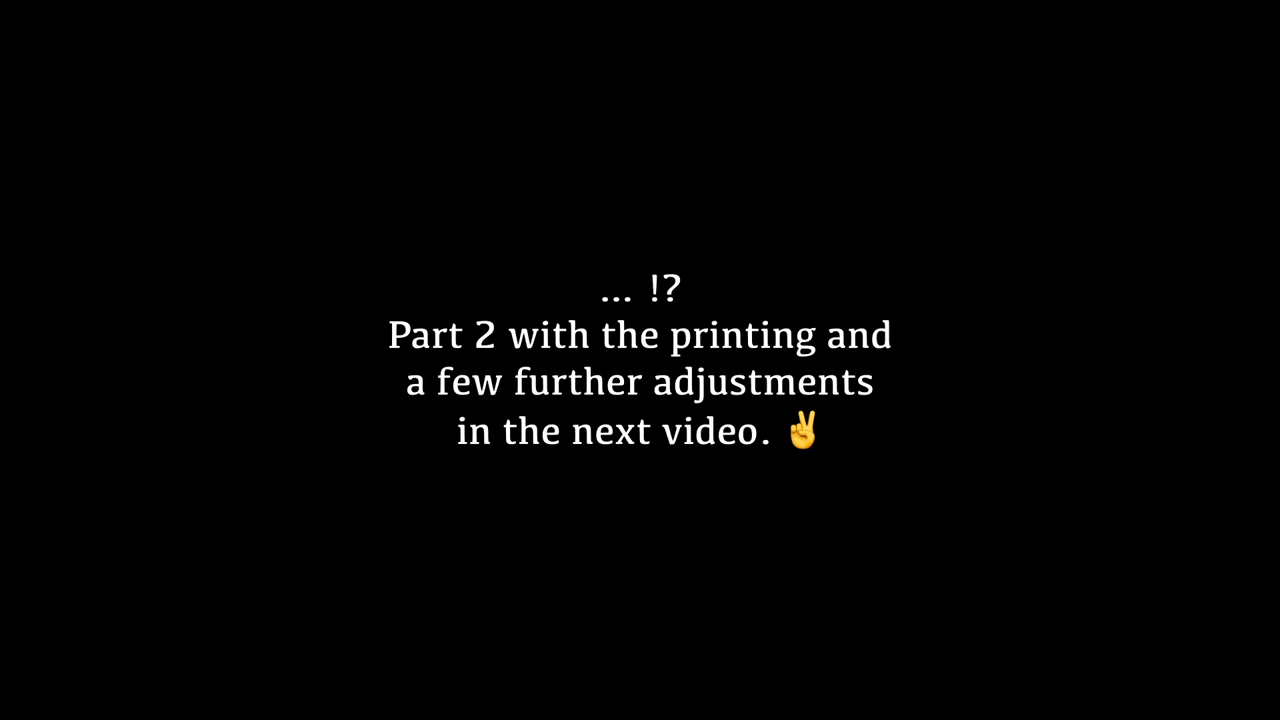 ... !?
Part 2 with the printing and
a few further adjustments
in the next video. ✌️